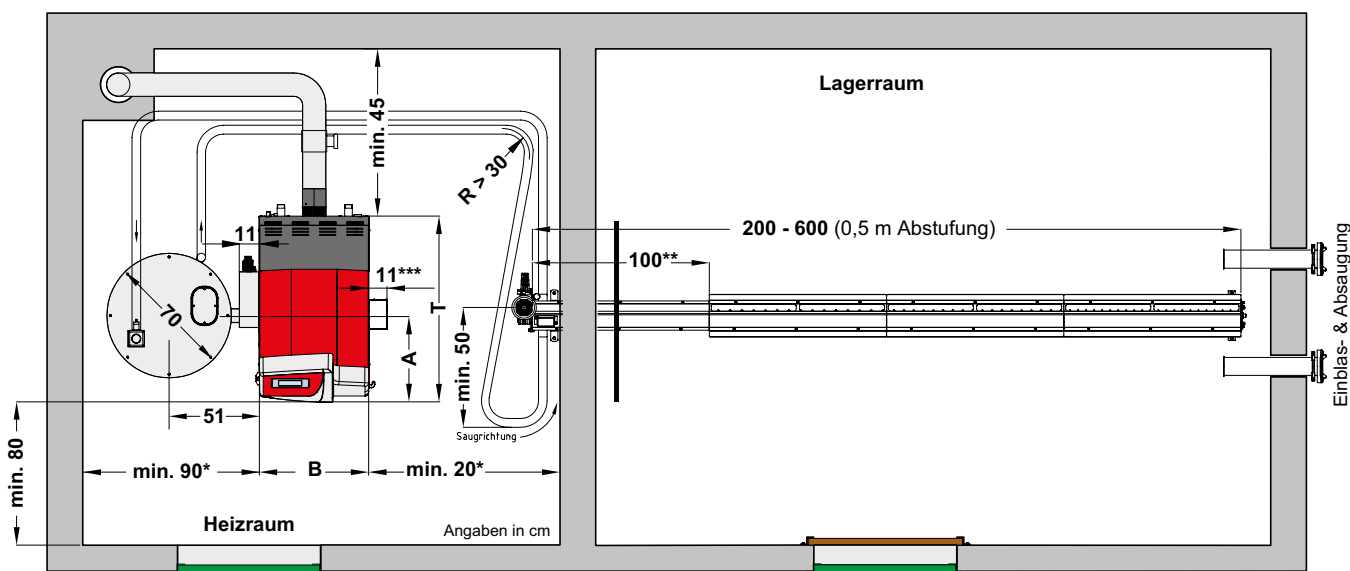 Lagerraum
min. 45
R > 30
200 - 600 (0,5 m Abstufung)
11
100**
11***
T
70
A
min. 50
Einblas- & Absaugung
51
Saugrichtung
min. 80
min. 90*
B
min. 20*
Heizraum
Angaben in cm